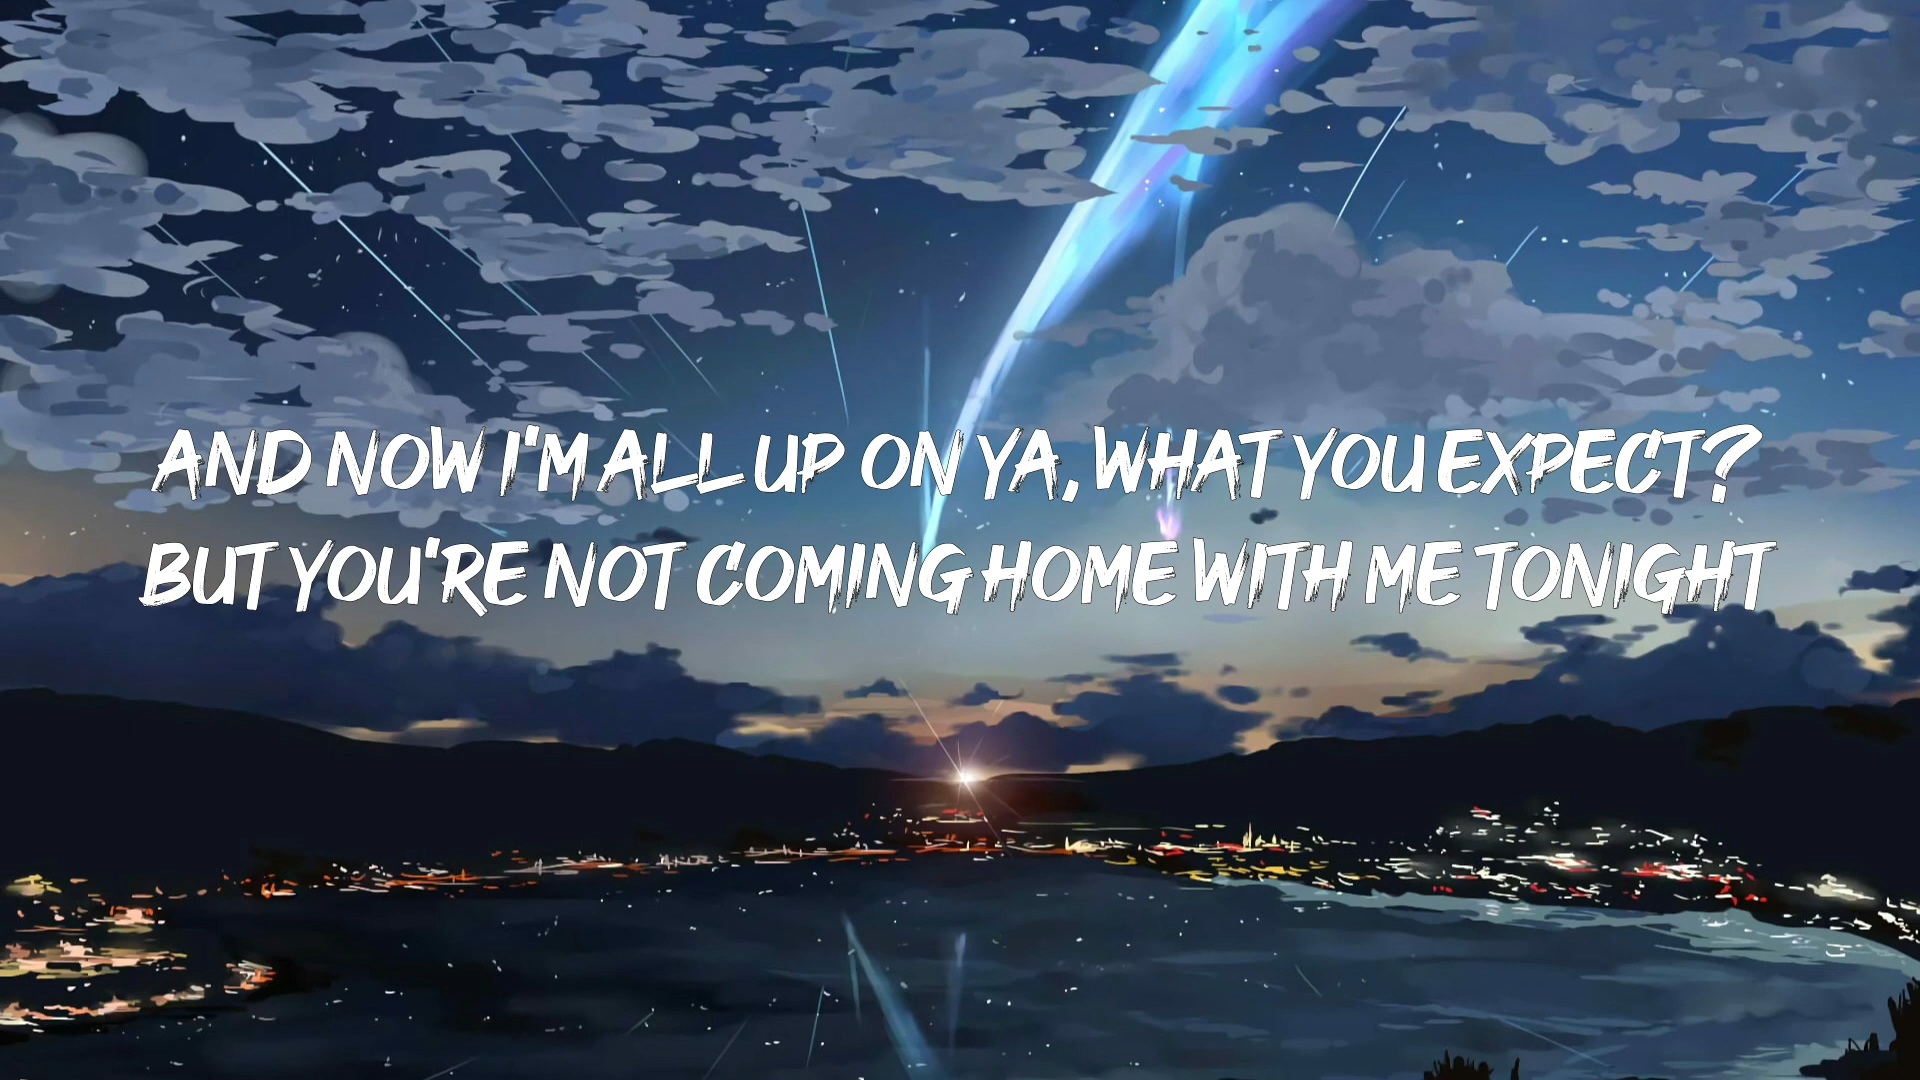 AND NOW I'M ALL UP ON YA, WHAT YOU EXPECT?
BUT YOU'RE NOT COMING HOME WITH ME TONIGHT